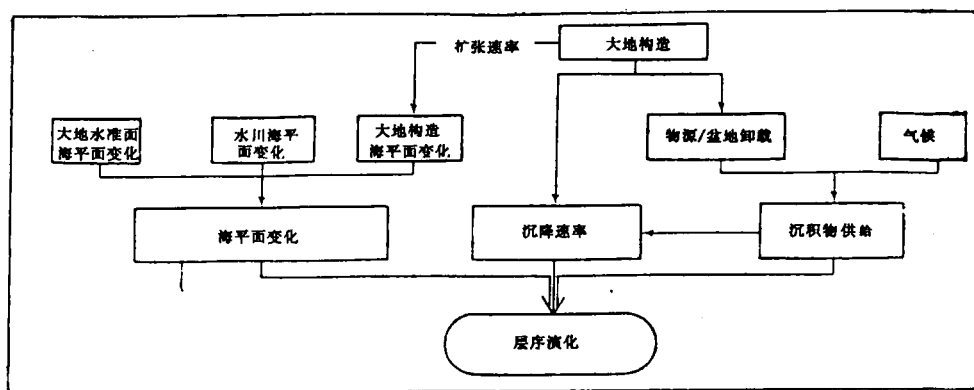 扩张速率
大地构造
大地水准面
海平面变化
水川海平
面变化
大地构造
海平面变化
物源/盆地卸载
气候
海平面变化
沉降速率
沉积物供给
层序演化